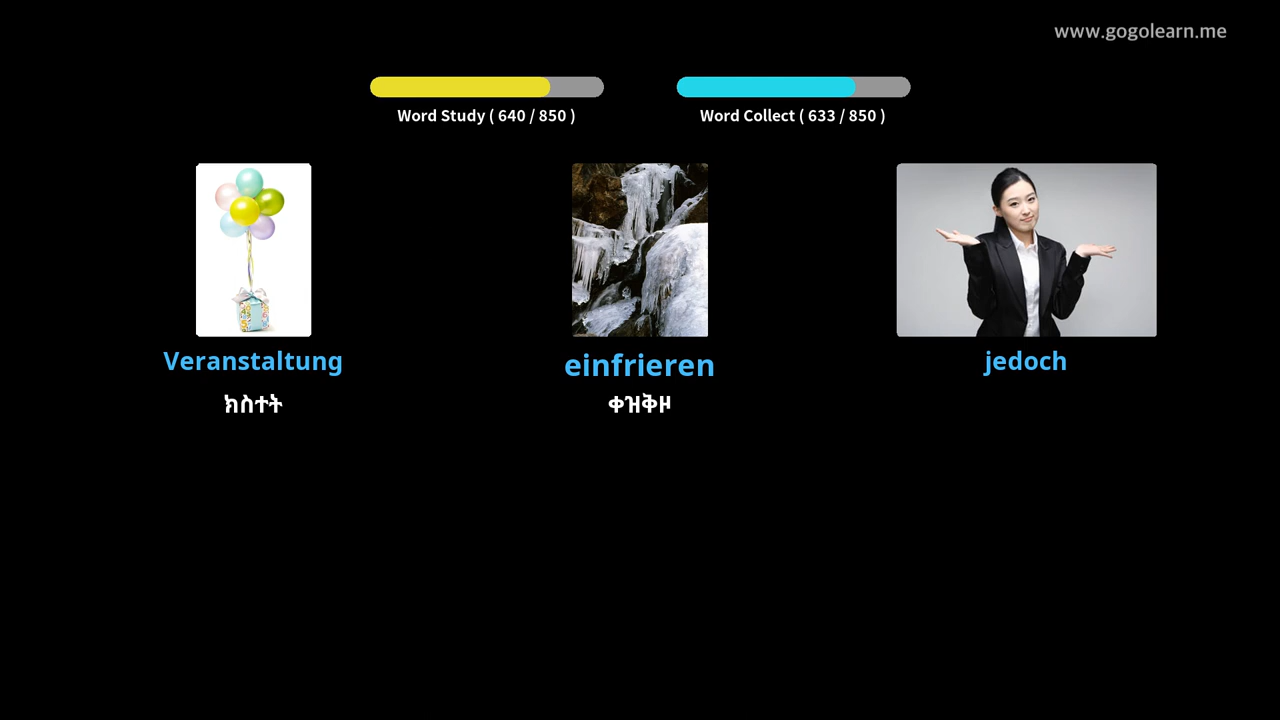 www.gogolearn.me
Word Study ( 640 / 850 )
Word Collect ( 633 / 850 )
Veranstaltung
einfrieren
jedoch
ክስተት
ቀዝቅዞ